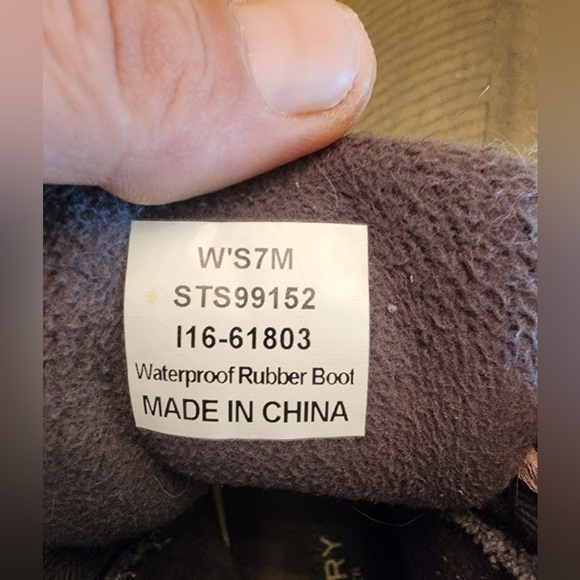 W'S7M
STS99152
I16-61803
Waterproof Rubber Boot
MADE IN CHINA